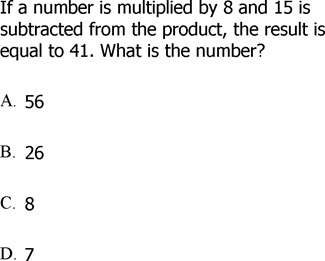 If a number is multiplied by 8 and 15 is
subtracted from the product, the result is
equal to 41. What is the number?
A. 56
B. 26
C. 8
D. 7